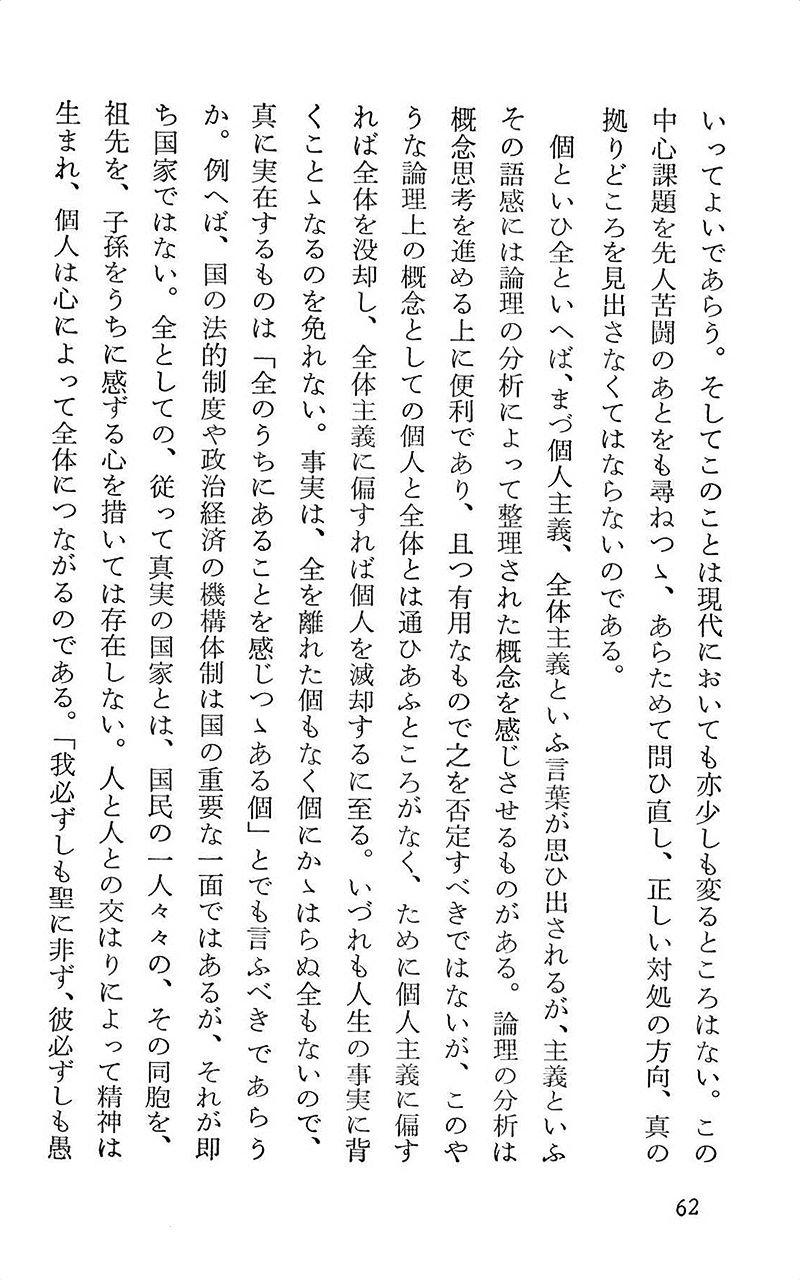 いってよいであらう。そしてこのことは現代においても亦少しも変るところはない。この
中心課題を先人苦闘のあとをも尋ねつゝ、あらためて問ひ直し、正しい対処の方向、真の
拠りどころを見出さなくてはならないのである。
個といひ全といへば、まづ個人主義、全体主義といふ言葉が思ひ出されるが、主義といふ
その語感には論理の分析によって整理された概念を感じさせるものがある。論理の分析は
概念思考を進める上に便利であり、且つ有用なもので之を否定すべきではないが、このや
うな論理上の概念としての個人と全体とは通ひあふところがなく、ために個人主義に偏す
れば全体を没却し、全体主義に偏すれば個人を滅却するに至る。いづれも人生の事実に背
くことゝなるのを免れない。事実は、全を離れた個もなく個にかゝはらぬ全もないので、
真に実在するものは「全のうちにあることを感じつゝある個」とでも言ふべきであらう
か。例へば、国の法的制度や政治経済の機構体制は国の重要な一面ではあるが、それが即
ち国家ではない。全としての、従って真実の国家とは、国民の一人々々の、その同胞を、
祖先を、子孫をうちに感ずる心を措いては存在しない。人と人との交はりによって精神は
生まれ、個人は心によって全体につながるのである。「我必ずしも聖に非ず、彼必ずしも愚
62